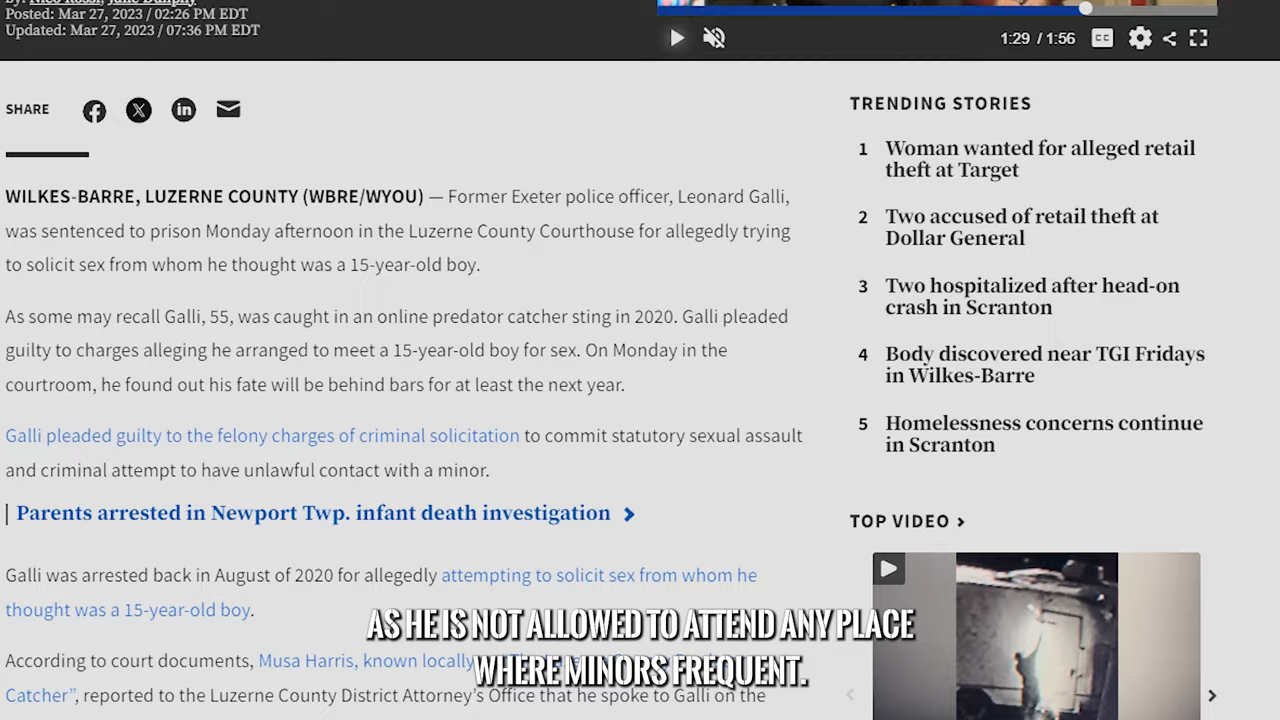 By: Nico Rossi, Julie Dunphy
Posted: Mar 27, 2023 / 02:26 PM EDT
Updated: Mar 27, 2023 / 07:36 PM EDT
1:29 / 1:56
CC
SHARE
WILKES-BARRE, LUZERNE COUNTY (WBRE/WYOU) — Former Exeter police officer, Leonard Galli,
was sentenced to prison Monday afternoon in the Luzerne County Courthouse for allegedly trying
to solicit sex from whom he thought was a 15-year-old boy.
As some may recall Galli, 55, was caught in an online predator catcher sting in 2020. Galli pleaded
guilty to charges alleging he arranged to meet a 15-year-old boy for sex. On Monday in the
courtroom, he found out his fate will be behind bars for at least the next year.
Galli pleaded guilty to the felony charges of criminal solicitation to commit statutory sexual assault
and criminal attempt to have unlawful contact with a minor.
Parents arrested in Newport Twp. infant death investigation
Galli was arrested back in August of 2020 for allegedly attempting to solicit sex from whom he
thought was a 15-year-old boy.
According to court documents, Musa Harris, known locally
Catcher”, reported to the Luzerne County District Attorney’s Office that he spoke to Galli on the
TRENDING STORIES
1 Woman wanted for alleged retail
theft at Target
2 Two accused of retail theft at
Dollar General
3 Two hospitalized after head-on
crash in Scranton
4 Body discovered near TGI Fridays
in Wilkes-Barre
5 Homelessness concerns continue
in Scranton
TOP VIDEO
AS HE IS NOT ALLOWED TO ATTEND ANY PLACE
WHERE MINORS FREQUENT.